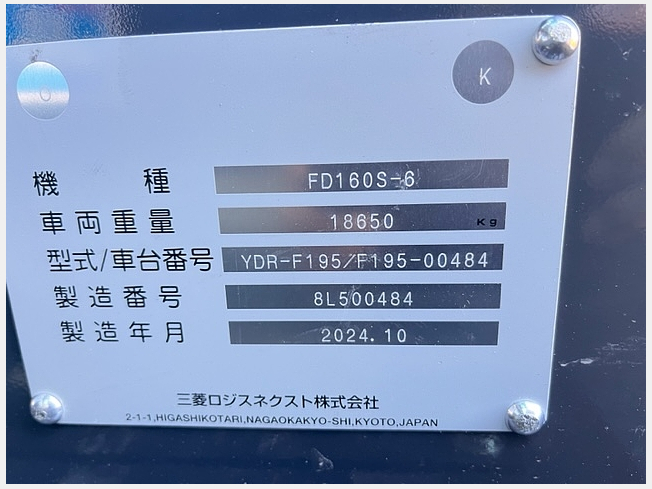 O K
機種 FD160S-6
車両重量 18650 Kg
型式/車台番号 YDR-F195/F195-00484
製造番号 8L500484
製造年月 2024.10
三菱ロジスネクスト株式会社
2-1-1,HIGASHIKOTARI,NAGAOKAKYO-SHI,KYOTO,JAPAN